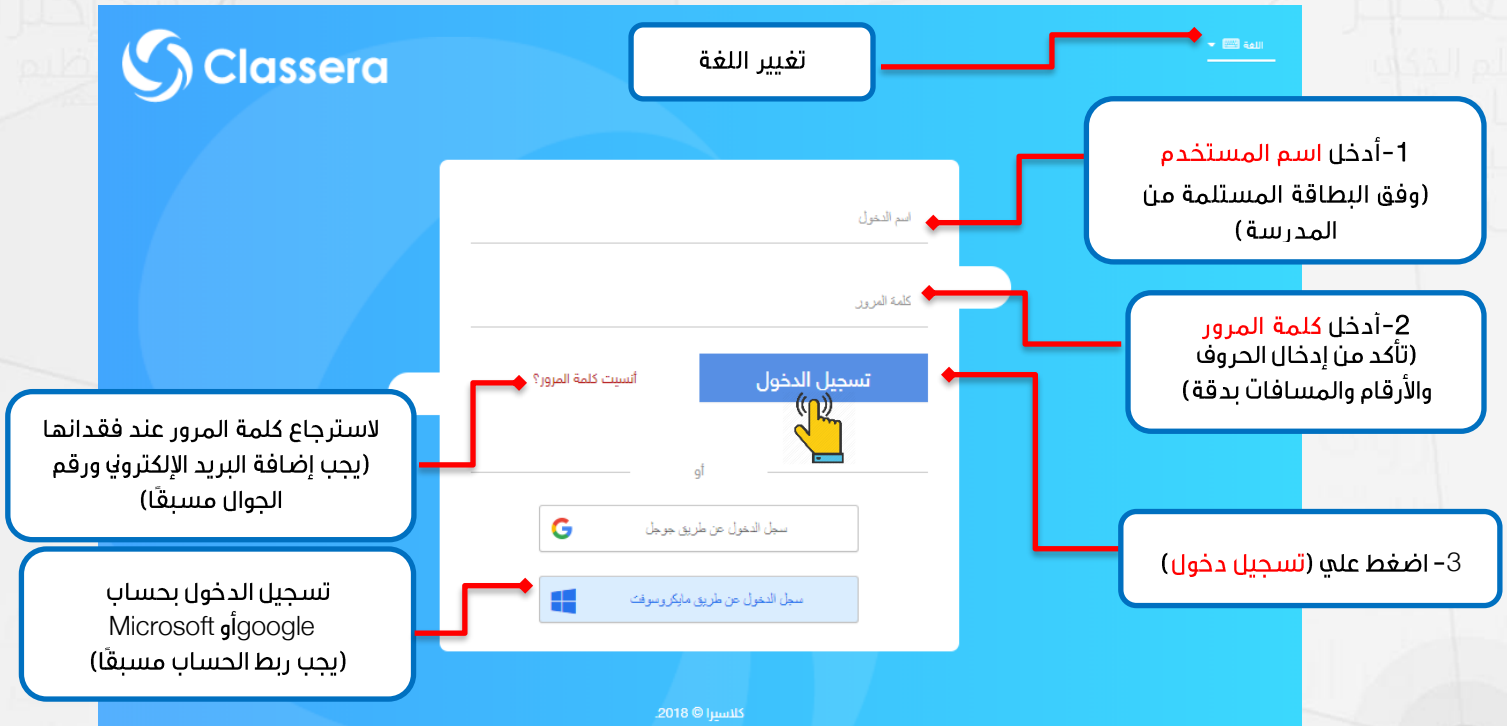 Classera
تغيير اللغة
اللغة
1-أدخل اسم المستخدم
(وفق البطاقة المستلمة من
المدرسة)
اسم الدخول
2-أدخل كلمة المرور
(تأكد من إدخال الحروف
والأرقام والمسافات بدقة)
كلمة المرور
تسجيل الدخول
أنسيت كلمة المرور؟
لاسترجاع كلمة المرور عند فقدانها
(يجب إضافة البريد الإلكتروني ورقم
الجوال مسبقًا)
أو
سجل الدخول عن طريق جوجل
3- اضغط علي (تسجيل دخول)
سجل الدخول عن طريق مايكروسوفت
تسجيل الدخول بحساب
googleأو Microsoft
(يجب ربط الحساب مسبقًا)
كلاسيرا © 2018.